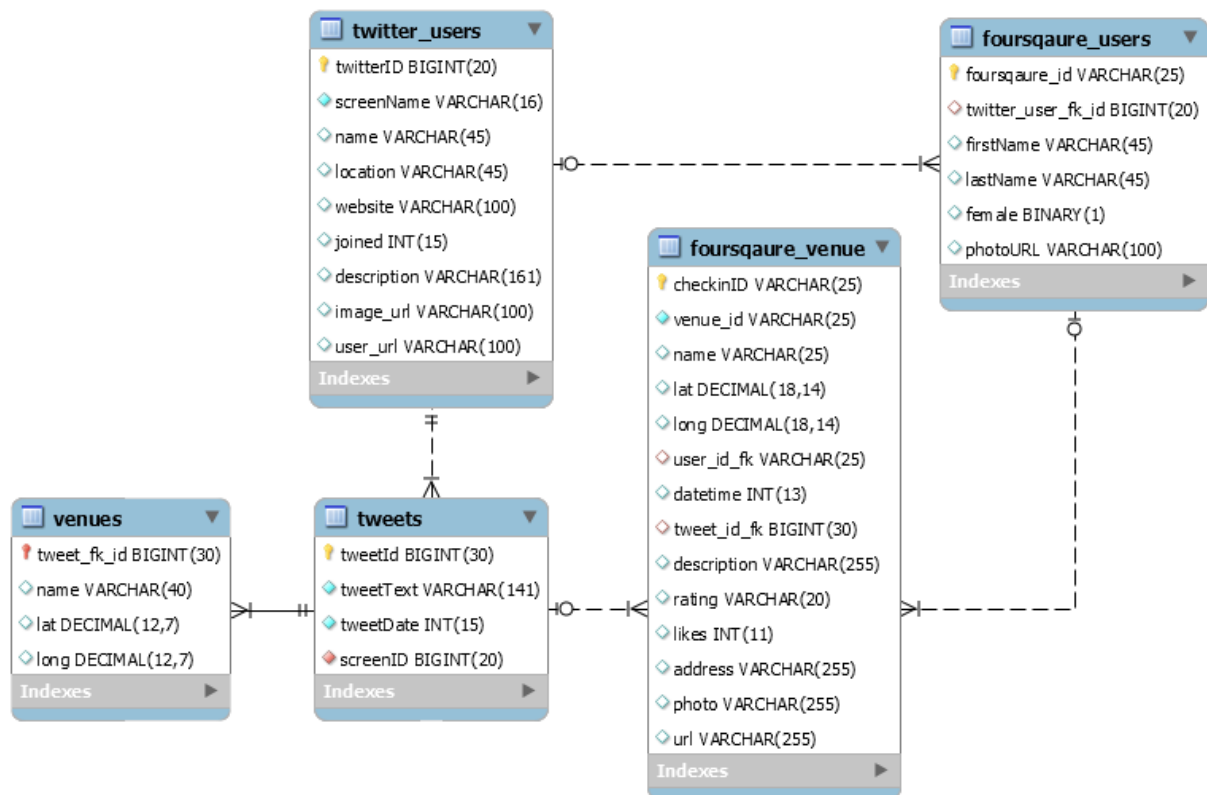 twitter_users
twitterID BIGINT(20)
screenName VARCHAR(16)
name VARCHAR(45)
location VARCHAR(45)
website VARCHAR(100)
joined INT(15)
description VARCHAR(161)
image_url VARCHAR(100)
user_url VARCHAR(100)
Indexes
foursqaure_users
foursqaure_id VARCHAR(25)
twitter_user_fk_id BIGINT(20)
firstName VARCHAR(45)
lastName VARCHAR(45)
female BINARY(1)
photoURL VARCHAR(100)
Indexes
foursqaure_venue
checkinID VARCHAR(25)
venue_id VARCHAR(25)
name VARCHAR(25)
lat DECIMAL(18,14)
long DECIMAL(18,14)
user_id_fk VARCHAR(25)
datetime INT(13)
tweet_id_fk BIGINT(30)
description VARCHAR(255)
rating VARCHAR(20)
likes INT(11)
address VARCHAR(255)
photo VARCHAR(255)
url VARCHAR(255)
Indexes
venues
tweet_fk_id BIGINT(30)
name VARCHAR(40)
lat DECIMAL(12,7)
long DECIMAL(12,7)
Indexes
tweets
tweetId BIGINT(30)
tweetText VARCHAR(141)
tweetDate INT(15)
screenID BIGINT(20)
Indexes